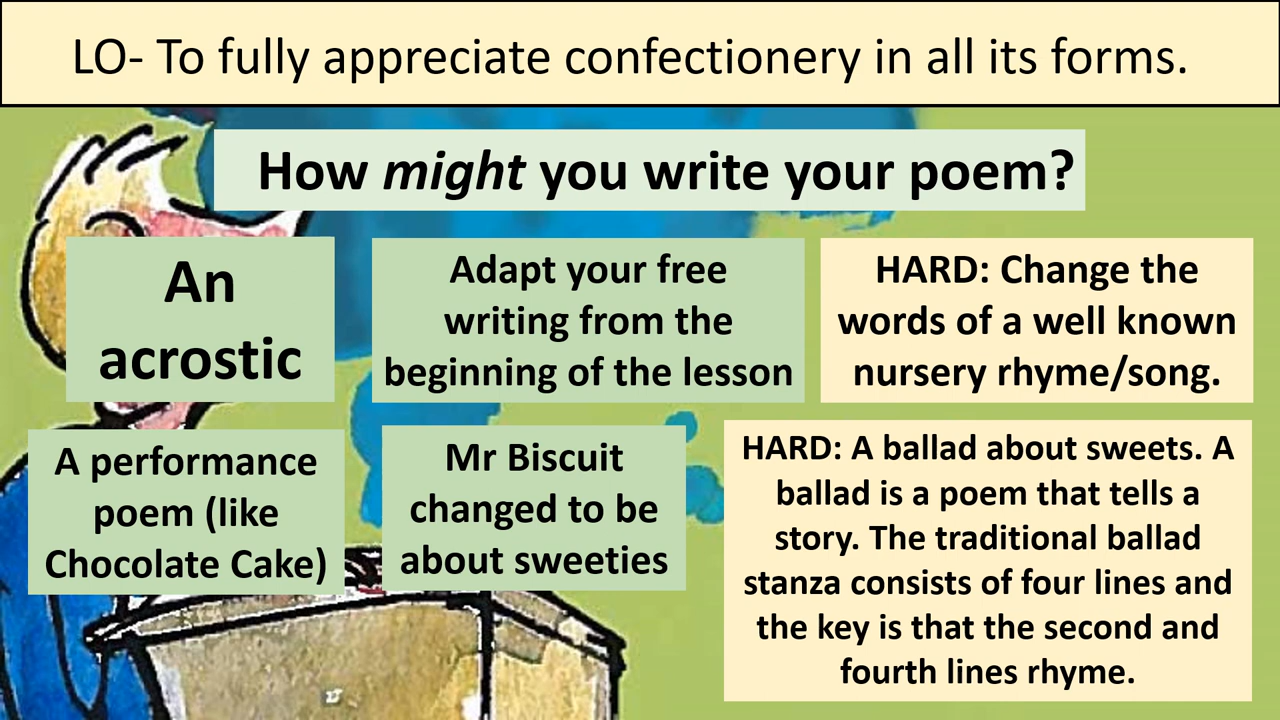 LO- To fully appreciate confectionery in all its forms.
How might you write your poem?
An
acrostic
Adapt your free
writing from the
beginning of the lesson
HARD: Change the
words of a well known
nursery rhyme/song.
A performance
poem (like
Chocolate Cake)
Mr Biscuit
changed to be
about sweeties
HARD: A ballad about sweets. A
ballad is a poem that tells a
story. The traditional ballad
stanza consists of four lines and
the key is that the second and
fourth lines rhyme.